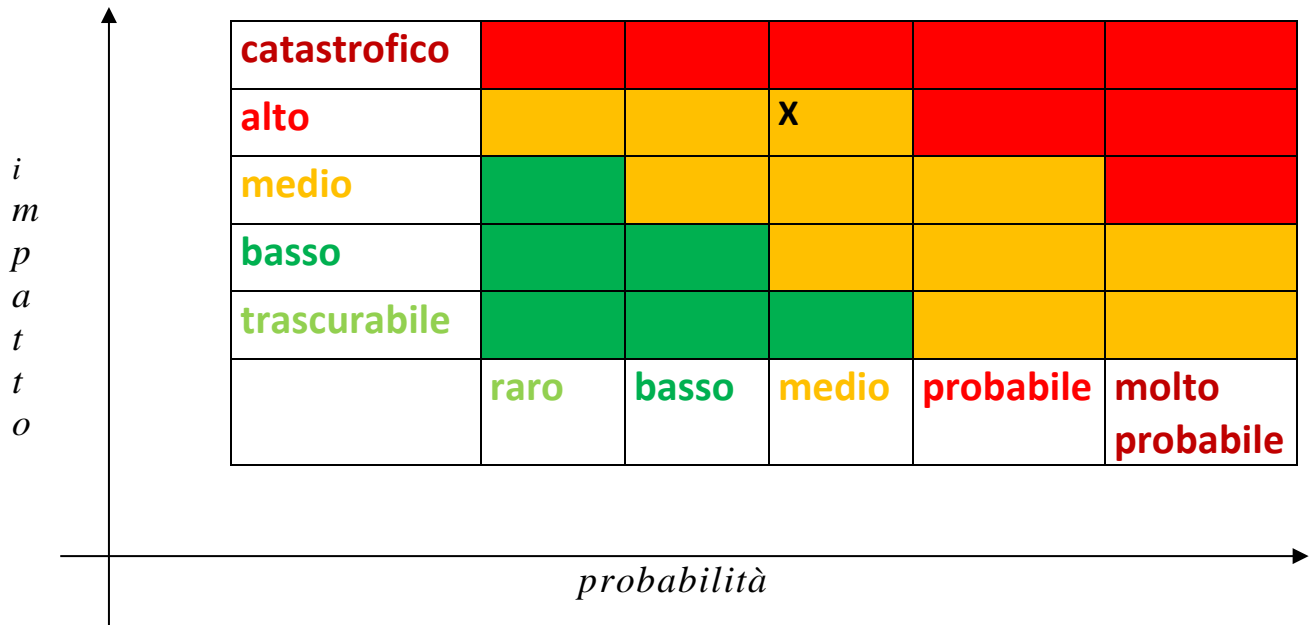 catastrofico
alto X
medio
basso
trascurabile
raro basso medio probabile molto
probabile
i
m
p
a
t
t
o
probabilità